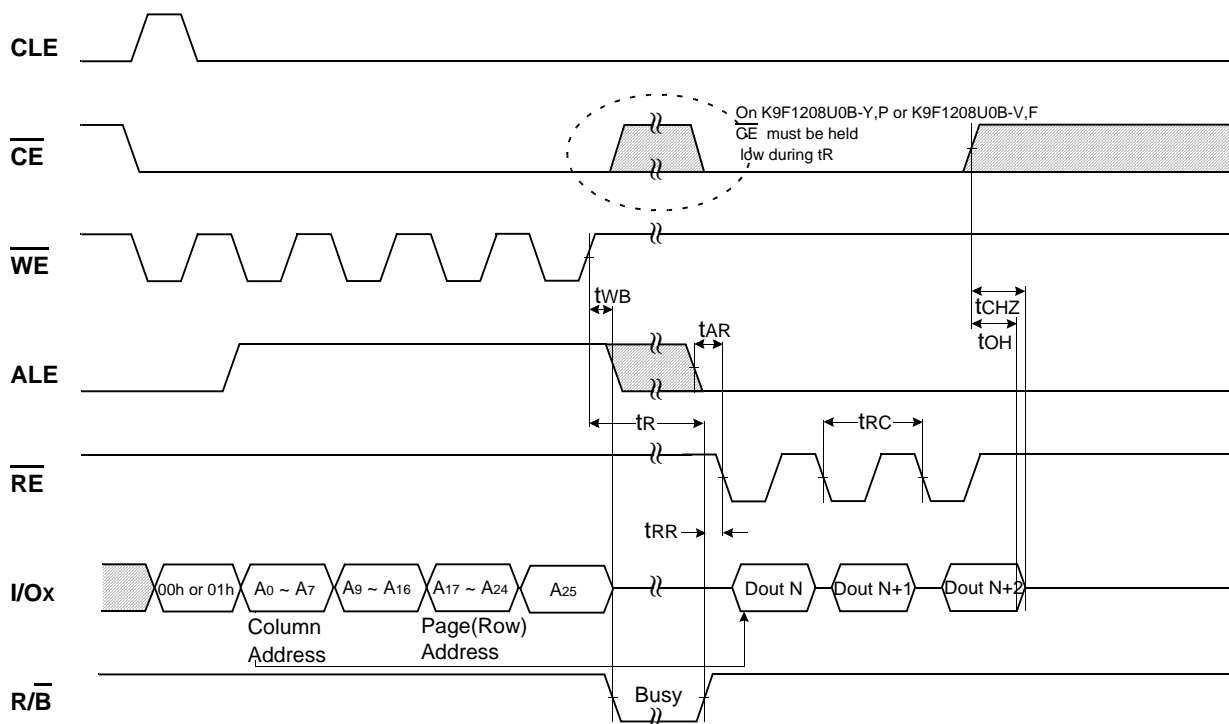 CLE
On K9F1208U0B-Y,P or K9F1208U0B-V,F
CE must be held
low during tR
CE
WE
tWB
tCHZ
tAR
tOH
ALE
tR
tRC
RE
tRR
I/Ox
00h or 01h
A0 ~ A7
A9 ~ A16
A17 ~ A24
A25
Dout N
Dout N+1
Dout N+2
Column
Address
Page(Row)
Address
R/B
Busy